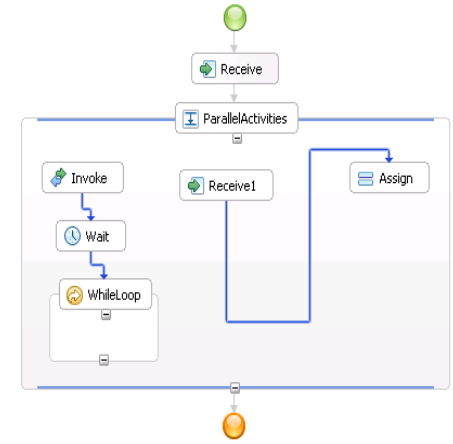 Receive
ParallelActivities
Invoke
Receive1
Assign
Wait
WhileLoop